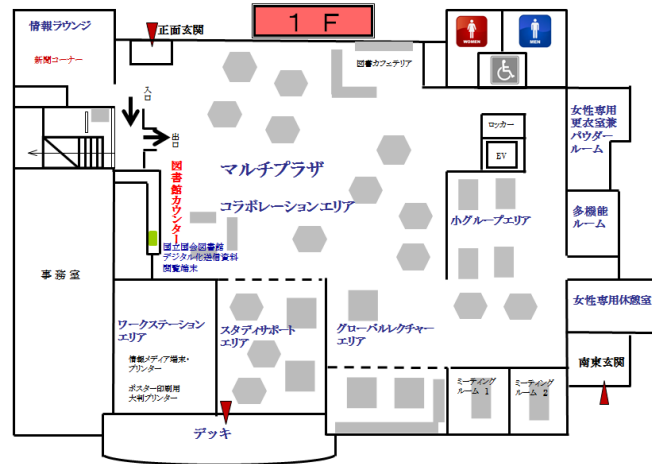 １ Ｆ
情報ラウンジ
新聞コーナー
正面玄関
図書カフェテリア
WOMEN
MEN
入口
出口
ロッカー
EV
女性専用
更衣室兼
パウダー
ルーム
マルチプラザ
コラボレーションエリア
図書館カウンター
国立国会図書館
デジタル化送信資料
閲覧端末
小グループエリア
多機能
ルーム
事務室
女性専用休憩室
ワークステーション
エリア
情報メディア端末・
プリンター
ポスター印刷用
大判プリンター
スタディサポート
エリア
グローバルレクチャー
エリア
ミーティング
ルーム 1
ミーティング
ルーム 2
南東玄関
デッキ